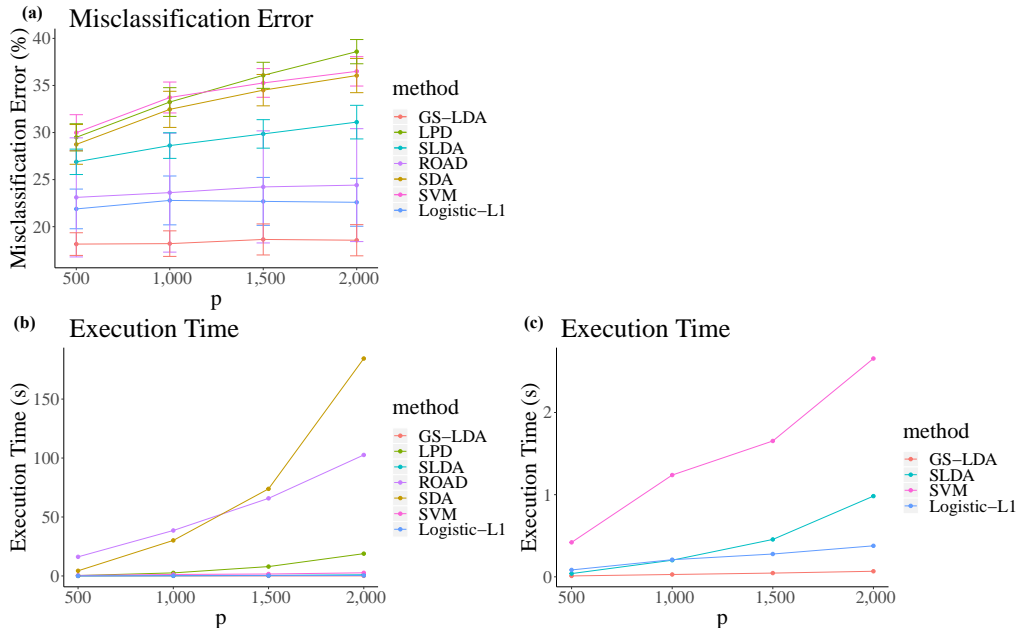 (a) Misclassification Error
Misclassification Error (%)
40
35
30
25
20
500 1,000 1,500 2,000
p
method
GS−LDA
LPD
SLDA
ROAD
SDA
SVM
Logistic−L1
(b) Execution Time
Execution Time (s)
150
100
50
0
500 1,000 1,500 2,000
p
method
GS−LDA
LPD
SLDA
ROAD
SDA
SVM
Logistic−L1
(c) Execution Time
Execution Time (s)
2
1
0
500 1,000 1,500 2,000
p
method
GS−LDA
SLDA
SVM
Logistic−L1